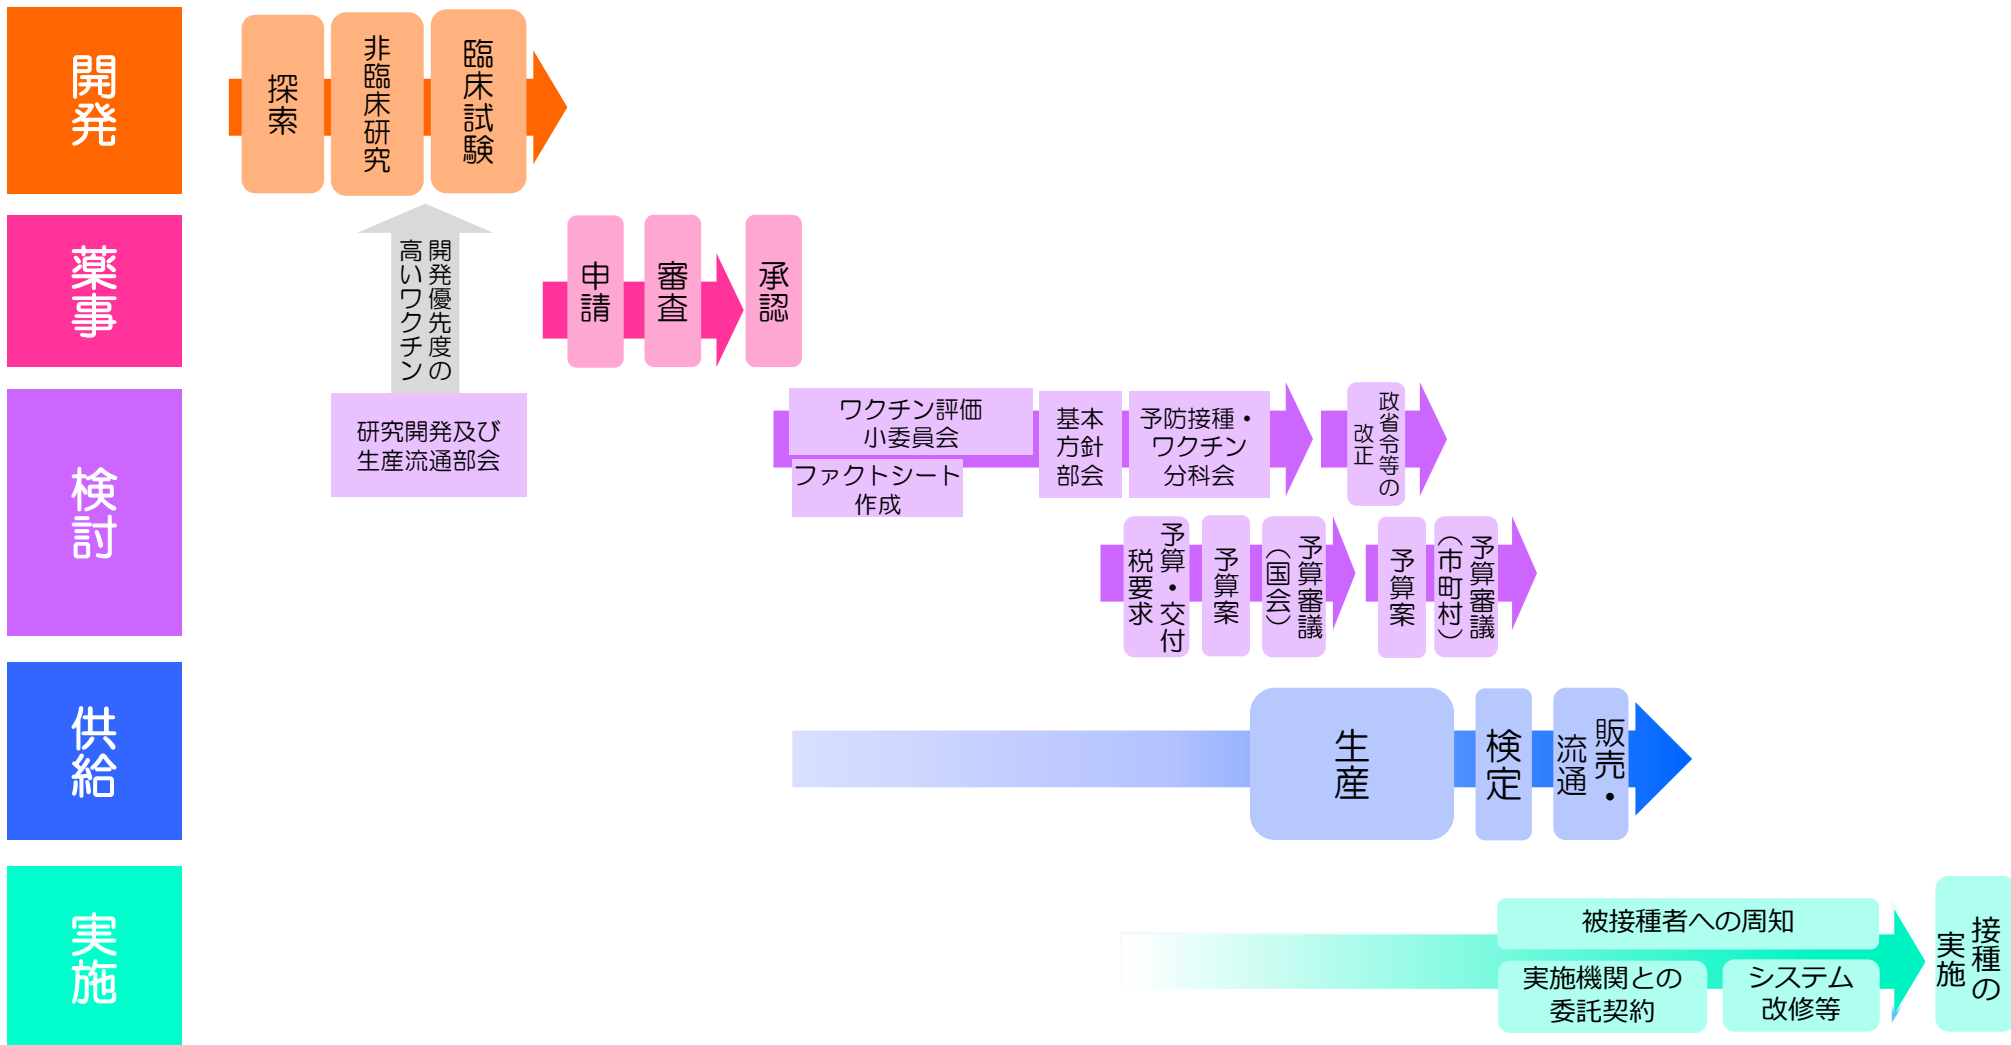 開発
探索
非臨床研究
臨床試験
薬事
開発優先度の
高いワクチン
申請
審査
承認
検討
研究開発及び
生産流通部会
ワクチン評価
小委員会
ファクトシート
作成
基本
方針
部会
予防接種・
ワクチン
分科会
政省令等の
改正
予算・交付
税要求
予算案
予算審議
（国会）
予算案
予算審議
（市町村）
供給
生産
検定
販売・
流通
実施
被接種者への周知
実施機関との
委託契約
システム
改修等
接種の
実施